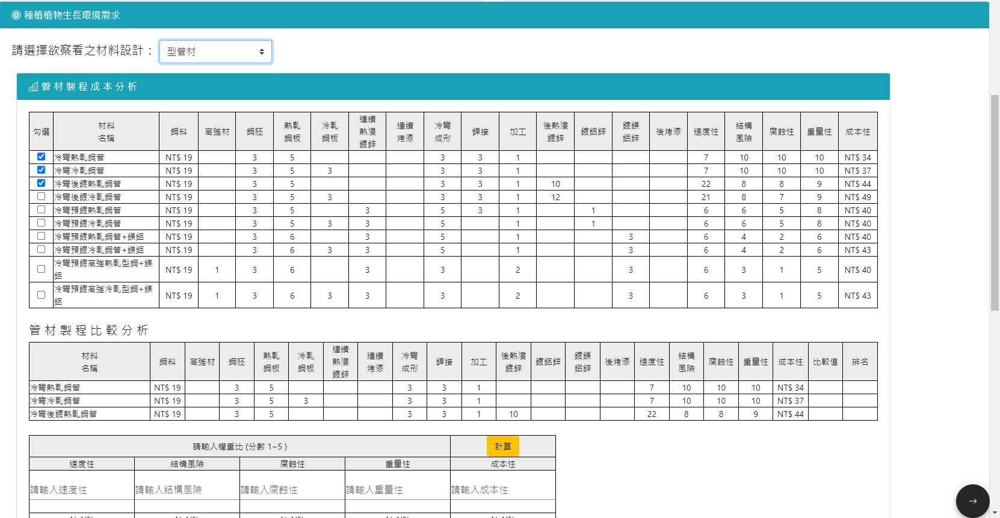 種植植物生長環境需求
請選擇欲察看之材料設計： 型管材
管材製程成本分析
勾選 材料名稱 鋼料 高強材 鋼胚 熱軋鋼板 冷軋鋼板 連續熱浸鍍鋅 連續烤漆 冷彎成形 銲接 加工 後熱浸鍍鋅 鍍鋁鋅 鍍鎂鋁鋅 後烤漆 速度性 結構風險 腐蝕性 重量性 成本性
冷彎熱軋鋼管 NT$ 19 3 5 3 3 1 7 10 10 10 NT$ 34
冷彎冷軋鋼管 NT$ 19 3 5 3 3 3 1 7 10 10 10 NT$ 37
冷彎後鍍熱軋鋼管 NT$ 19 3 5 3 3 1 10 22 8 8 9 NT$ 44
冷彎後鍍冷軋鋼管 NT$ 19 3 5 3 3 3 1 12 21 8 7 9 NT$ 49
冷彎預鍍熱軋鋼管 NT$ 19 3 5 3 5 3 1 1 6 6 5 8 NT$ 40
冷彎預鍍冷軋鋼管 NT$ 19 3 5 3 3 5 1 1 6 6 5 8 NT$ 40
冷彎預鍍熱軋鋼管+鎂鋁 NT$ 19 3 6 3 5 1 3 6 4 2 6 NT$ 40
冷彎預鍍冷軋鋼管+鎂鋁 NT$ 19 3 6 3 3 5 1 3 6 4 2 6 NT$ 43
冷彎預鍍高強熱軋型鋼+鎂鋁 NT$ 19 1 3 6 3 3 2 3 6 3 1 5 NT$ 40
冷彎預鍍高強冷軋型鋼+鎂鋁 NT$ 19 1 3 6 3 3 3 2 3 6 3 1 5 NT$ 43
管材製程比較分析
材料名稱 鋼料 高強材 鋼胚 熱軋鋼板 冷軋鋼板 連續熱浸鍍鋅 連續烤漆 冷彎成形 銲接 加工 後熱浸鍍鋅 鍍鋁鋅 鍍鎂鋁鋅 後烤漆 速度性 結構風險 腐蝕性 重量性 成本性 比較值 排名
冷彎熱軋鋼管 NT$ 19 3 5 3 3 1 7 10 10 10 NT$ 34
冷彎冷軋鋼管 NT$ 19 3 5 3 3 3 1 7 10 10 10 NT$ 37
冷彎後鍍熱軋鋼管 NT$ 19 3 5 3 3 1 10 22 8 8 9 NT$ 44
請輸入權重比 (分數 1~5 ) 計算
速度性 結構風險 腐蝕性 重量性 成本性
請輸入速度性 請輸入結構風險 請輸入腐蝕性 請輸入重量性 請輸入成本性